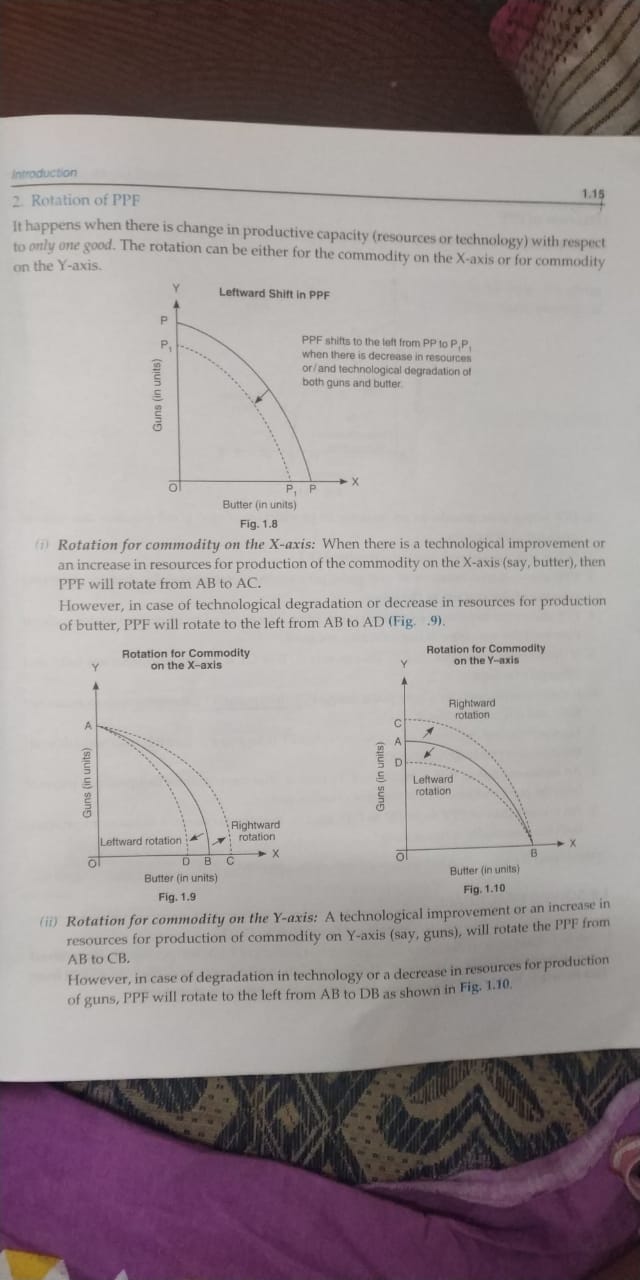 Introduction
1.15
2. Rotation of PPF
It happens when there is change in productive capacity (resources or technology) with respect
to only one good. The rotation can be either for the commodity on the X-axis or for commodity
on the Y-axis.
Leftward Shift in PPF
Y
P
P₁
Guns (in units)
PPF shifts to the left from PP to P₁P₁
when there is decrease in resources
or/and technological degradation of
both guns and butter.
O
P₁ P
X
Butter (in units)
Fig. 1.8
(i) Rotation for commodity on the X-axis: When there is a technological improvement or
an increase in resources for production of the commodity on the X-axis (say, butter), then
PPF will rotate from AB to AC.
However, in case of technological degradation or decrease in resources for production
of butter, PPF will rotate to the left from AB to AD (Fig. .9).
Rotation for Commodity
on the X-axis
Y
A
Guns (in units)
Leftward rotation
Rightward
rotation
O
D B C
X
Butter (in units)
Fig. 1.9
Rotation for Commodity
on the Y-axis
Y
Rightward
rotation
C
A
D
Guns (in units)
Leftward
rotation
O
B
X
Butter (in units)
Fig. 1.10
(ii) Rotation for commodity on the Y-axis: A technological improvement or an increase in
resources for production of commodity on Y-axis (say, guns), will rotate the PPF from
AB to CB.
However, in case of degradation in technology or a decrease in resources for production
of guns, PPF will rotate to the left from AB to DB as shown in Fig. 1.10.